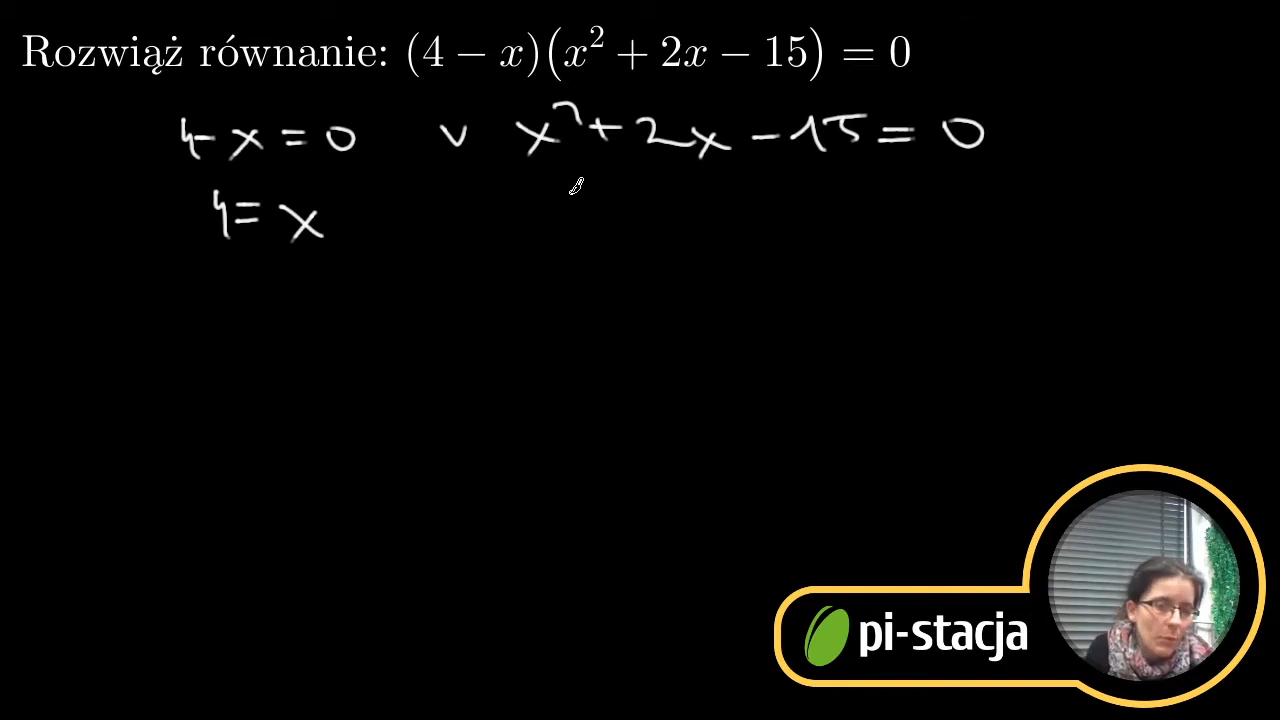 Rozwiąż równanie: (4 − x)(x² + 2x − 15) = 0
4 - x = 0 v x² + 2x - 15 = 0
4 = x
pi-stacja